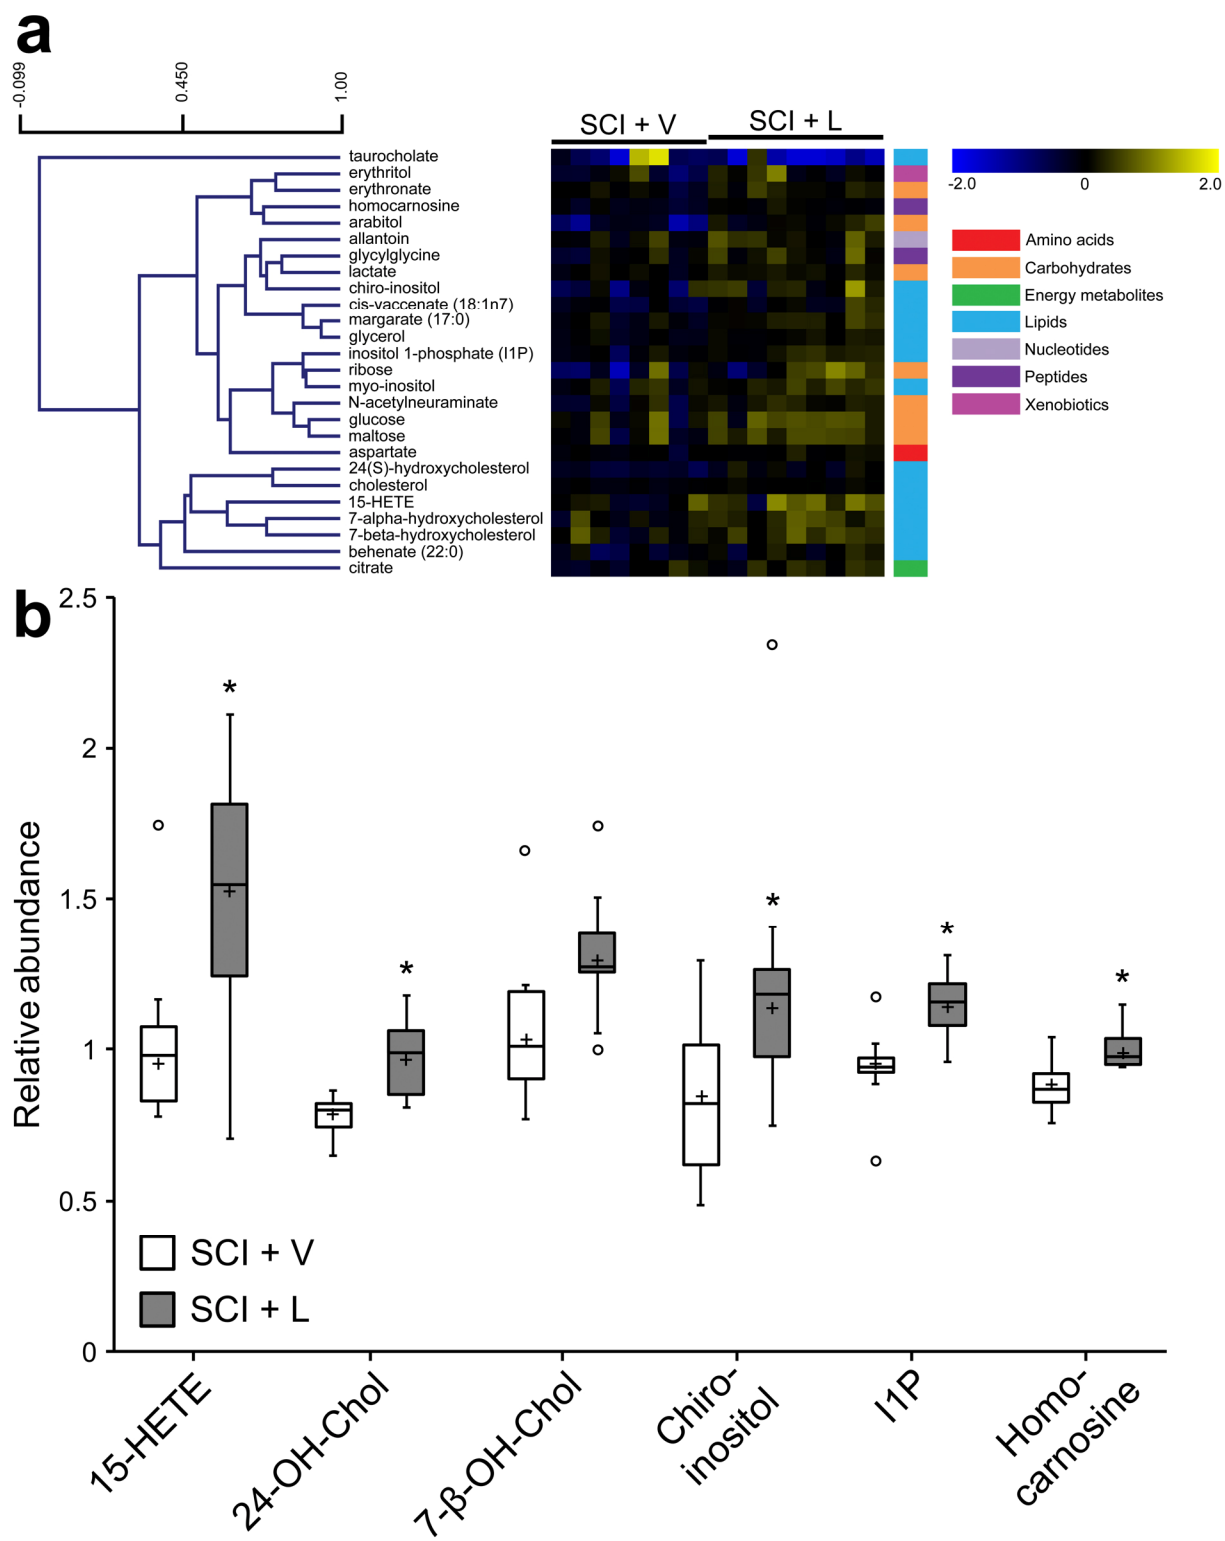 a
-0.099
0.450
1.00
SCI + V
SCI + L
taurocholate
erythritol
erythronate
homocarnosine
arabitol
allantoin
glycylglycine
lactate
chiro-inositol
cis-vaccenate (18:1n7)
margarate (17:0)
glycerol
inositol 1-phosphate (I1P)
ribose
myo-inositol
N-acetylneuraminate
glucose
maltose
aspartate
24(S)-hydroxycholesterol
cholesterol
15-HETE
7-alpha-hydroxycholesterol
7-beta-hydroxycholesterol
behenate (22:0)
citrate
-2.0
0
2.0
Amino acids
Carbohydrates
Energy metabolites
Lipids
Nucleotides
Peptides
Xenobiotics
b
Relative abundance
2.5
2
1.5
1
0.5
0
*
*
*
*
*
SCI + V
SCI + L
15-HETE
24-OH-Chol
7-β-OH-Chol
Chiro-
inositol
I1P
Homo-
carnosine